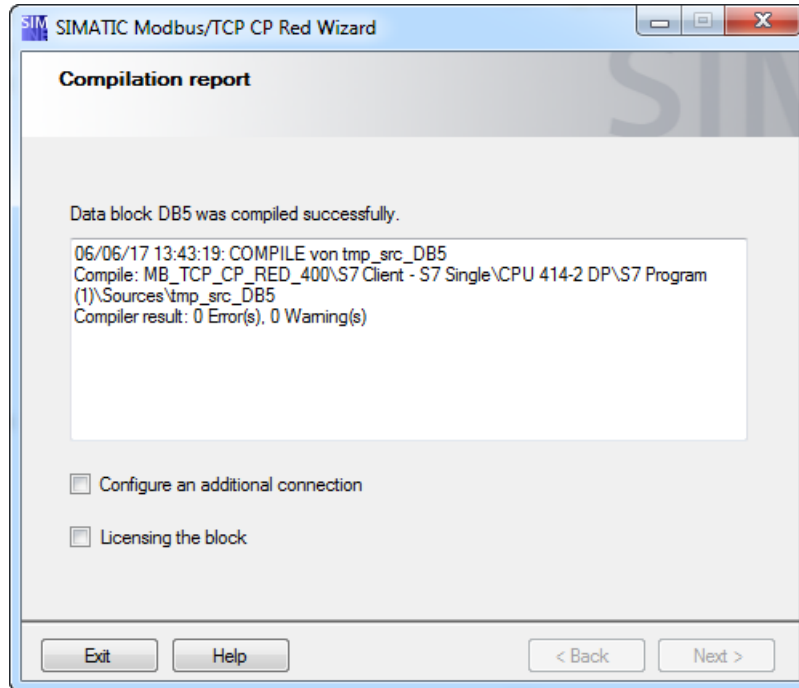 SIM
SIMATIC Modbus/TCP CP Red Wizard
Compilation report
SIM
Data block DB5 was compiled successfully.
06/06/17 13:43:19: COMPILE von tmp_src_DB5
Compile: MB_TCP_CP_RED_400\S7 Client - S7 Single\CPU 414-2 DP\S7 Program
(1)\Sources\tmp_src_DB5
Compiler result: 0 Error(s), 0 Warning(s)
Configure an additional connection
Licensing the block
Exit
Help
< Back
Next >